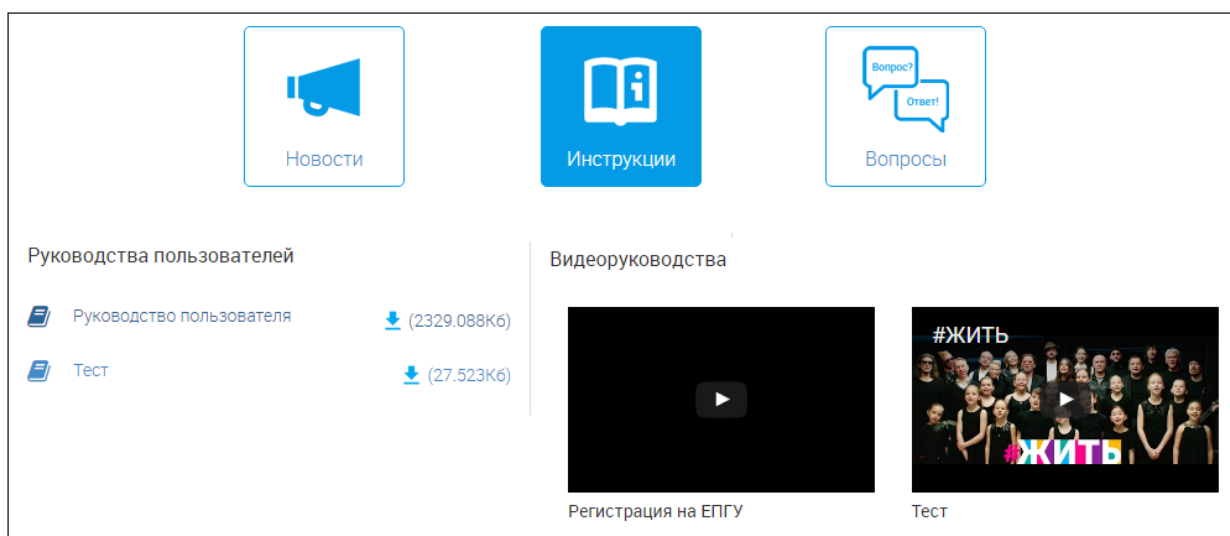 Новости
Инструкции
Вопрос?
Ответ!
Вопросы
Руководства пользователей
Руководство пользователя
(2329.088Кб)
Тест
(27.523Кб)
Видеоруководства
#ЖИТЬ
#ЖИТЬ
Регистрация на ЕПГУ
Тест